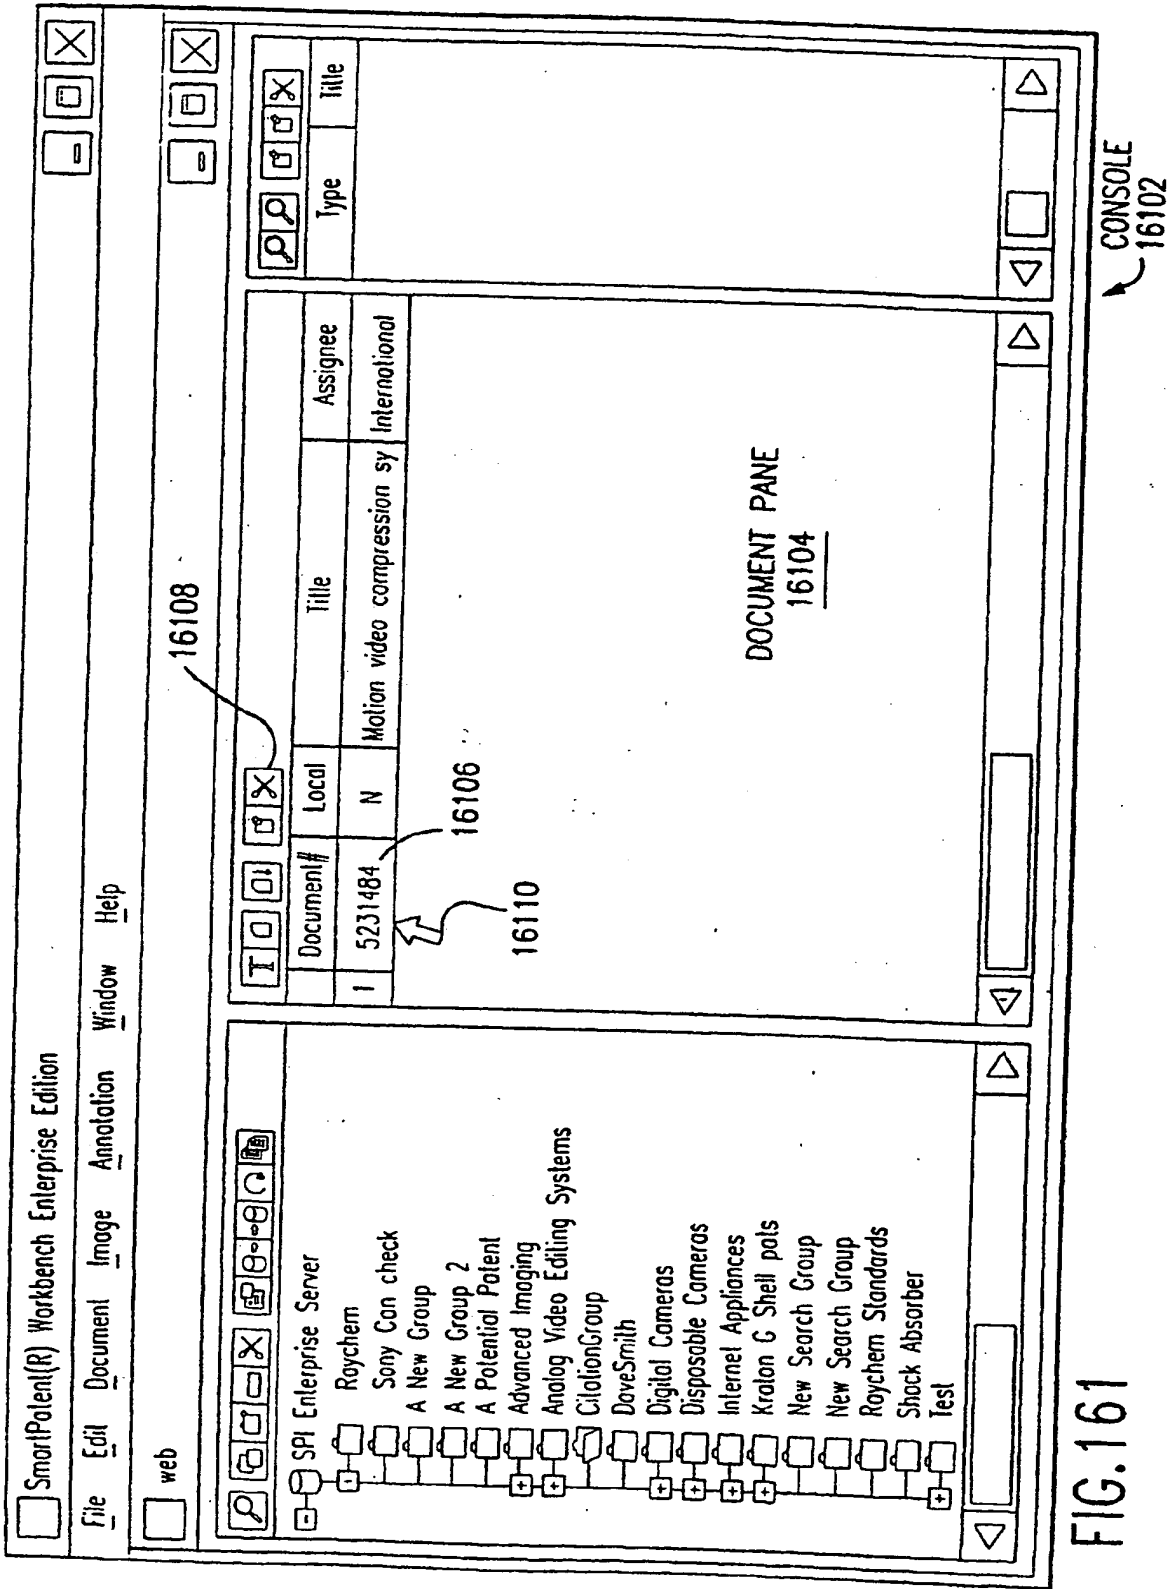 SmartPatent(R) Workbench Enterprise Edition
File Edit Document Image Annotation Window Help
web
SPI Enterprise Server
Raychem
Sony Can check
A New Group
A New Group 2
A Potential Patent
Advanced Imaging
Analog Video Editing Systems
CitationGroup
DaveSmith
Digital Cameras
Disposable Cameras
Internet Appliances
Kraton G Shell pats
New Search Group
New Search Group
Raychem Standards
Shock Absorber
Test
16108
T
Document# Local Title Assignee
1 5231484 N Motion video compression sy International
16106
16110
DOCUMENT PANE
16104
Type Title
CONSOLE
16102
FIG.161